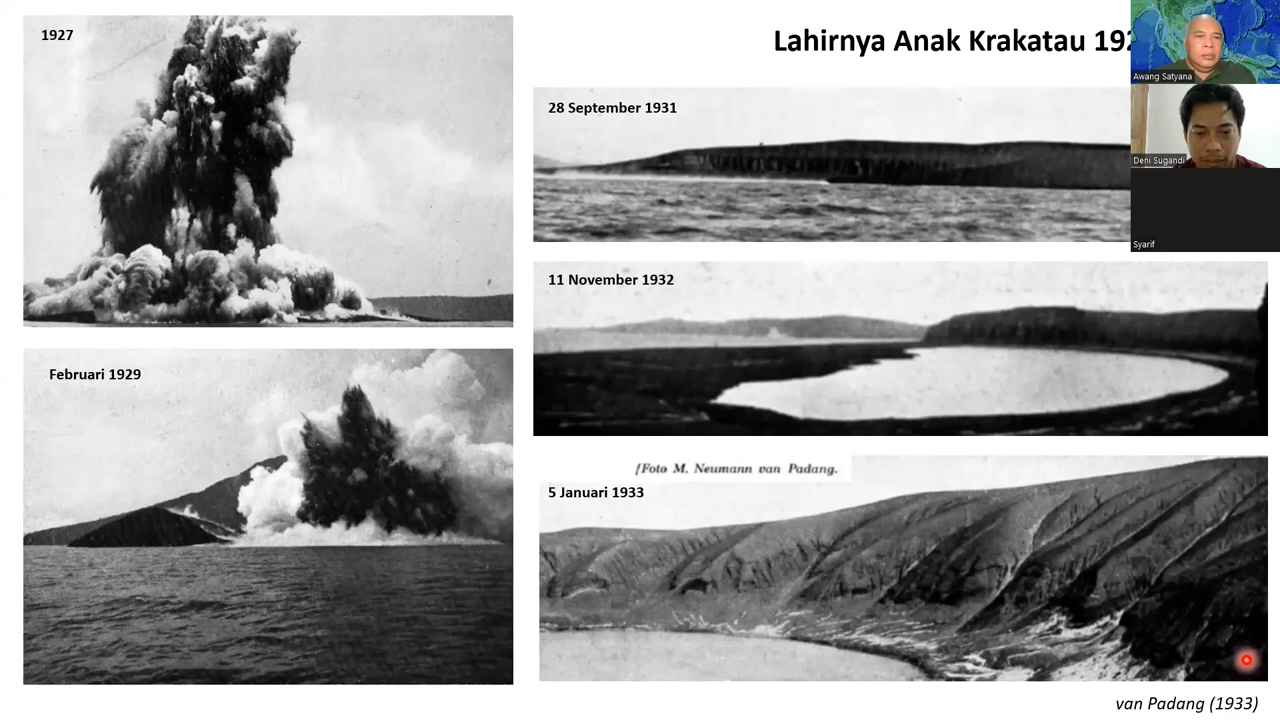 1927
Lahirnya Anak Krakatau
28 September 1931
Awang Satyana
Deni Sugandi
Syarif
11 November 1932
Februari 1929
[Foto M. Neumann van Padang.
5 Januari 1933
van Padang (1933)